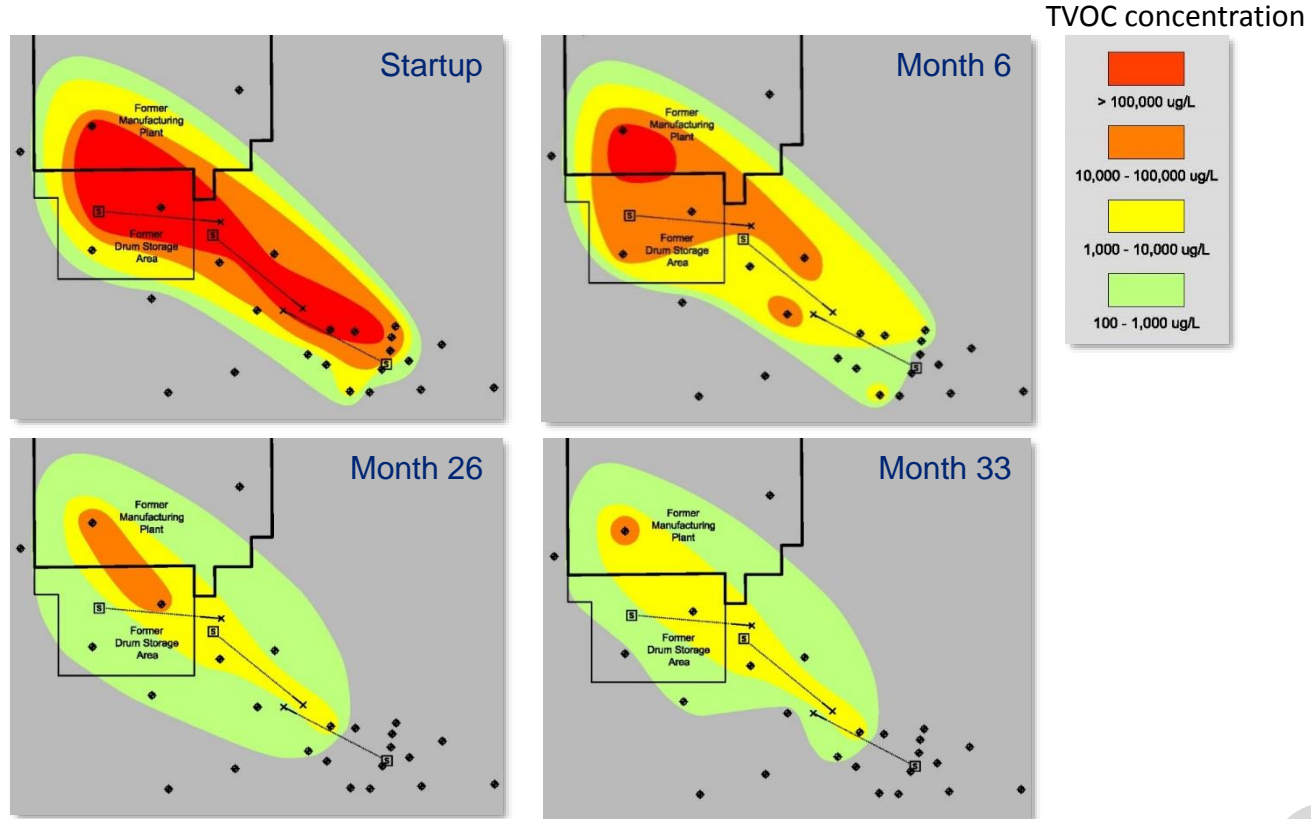 TVOC concentration
Startup
Former
Manufacturing
Plant
S
S
Former
Drum Storage
Area
S
Month 6
Former
Manufacturing
Plant
S
S
Former
Drum Storage
Area
S
> 100,000 ug/L
10,000 - 100,000 ug/L
1,000 - 10,000 ug/L
100 - 1,000 ug/L
Month 26
Former
Manufacturing
Plant
S
S
Former
Drum Storage
Area
S
Month 33
Former
Manufacturing
Plant
S
S
Former
Drum Storage
Area
S